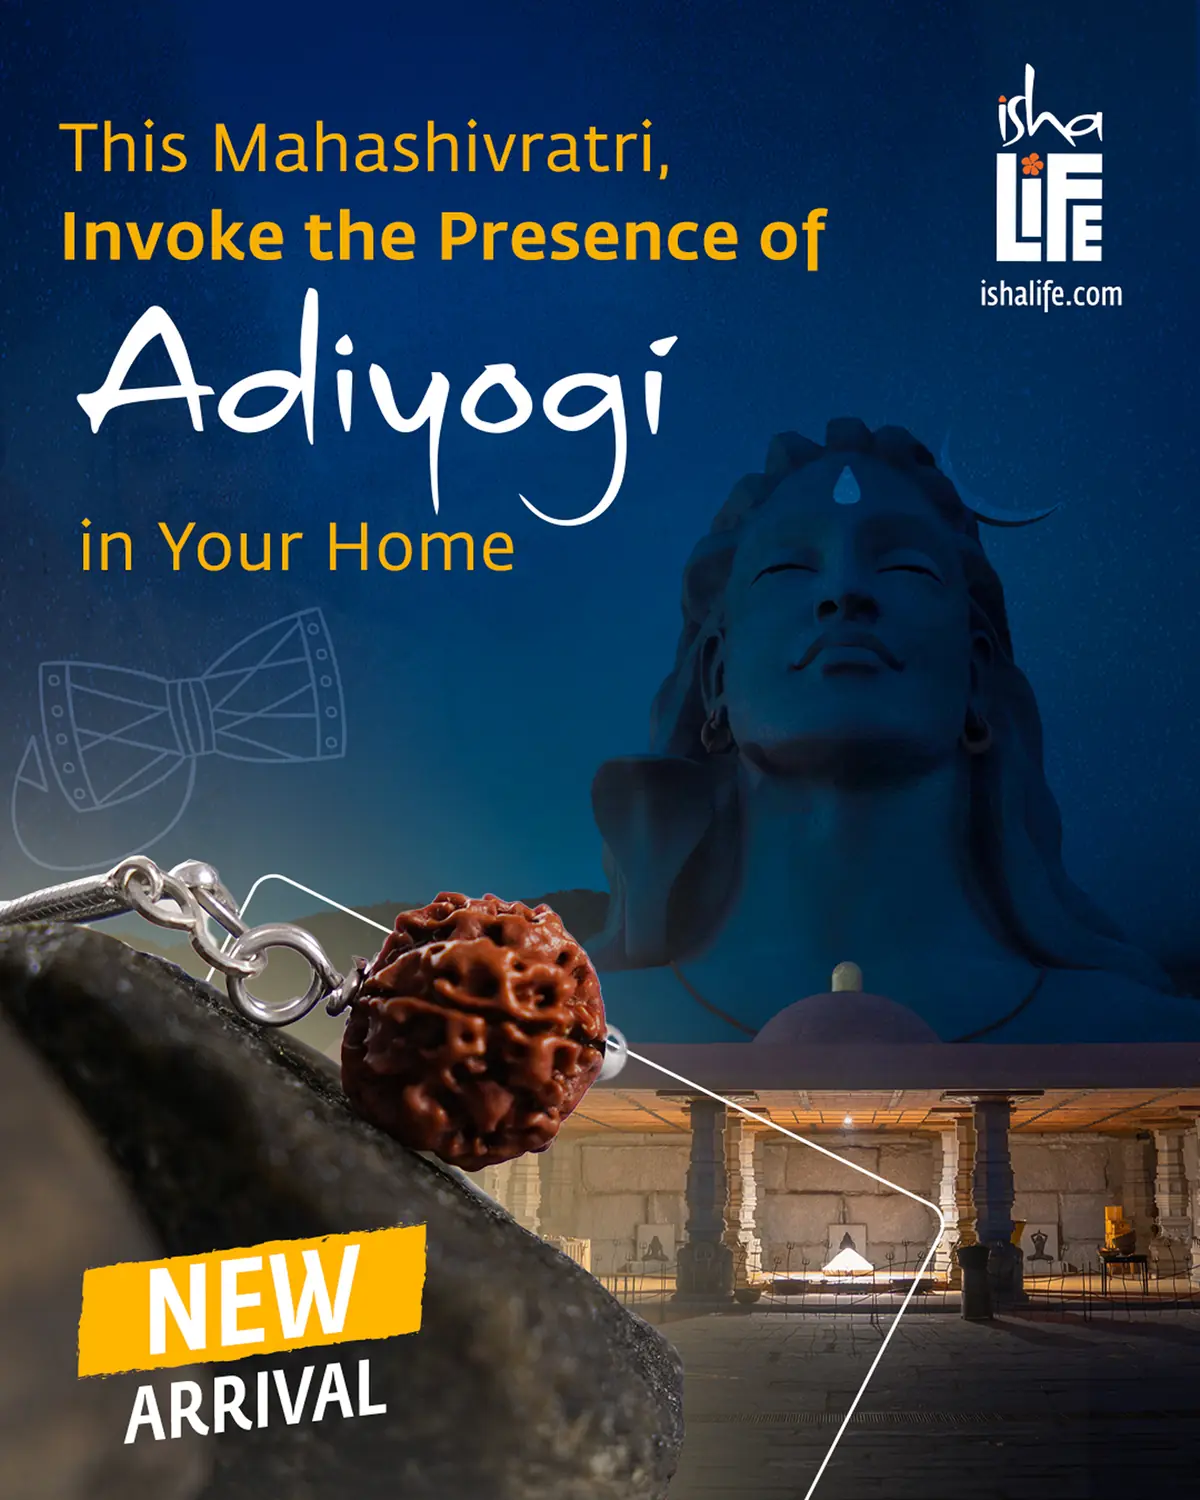 This Mahashivratri,
Invoke the Presence of
Adiyogi
in Your Home
isha
LIFE
ishalife.com
NEW
ARRIVAL